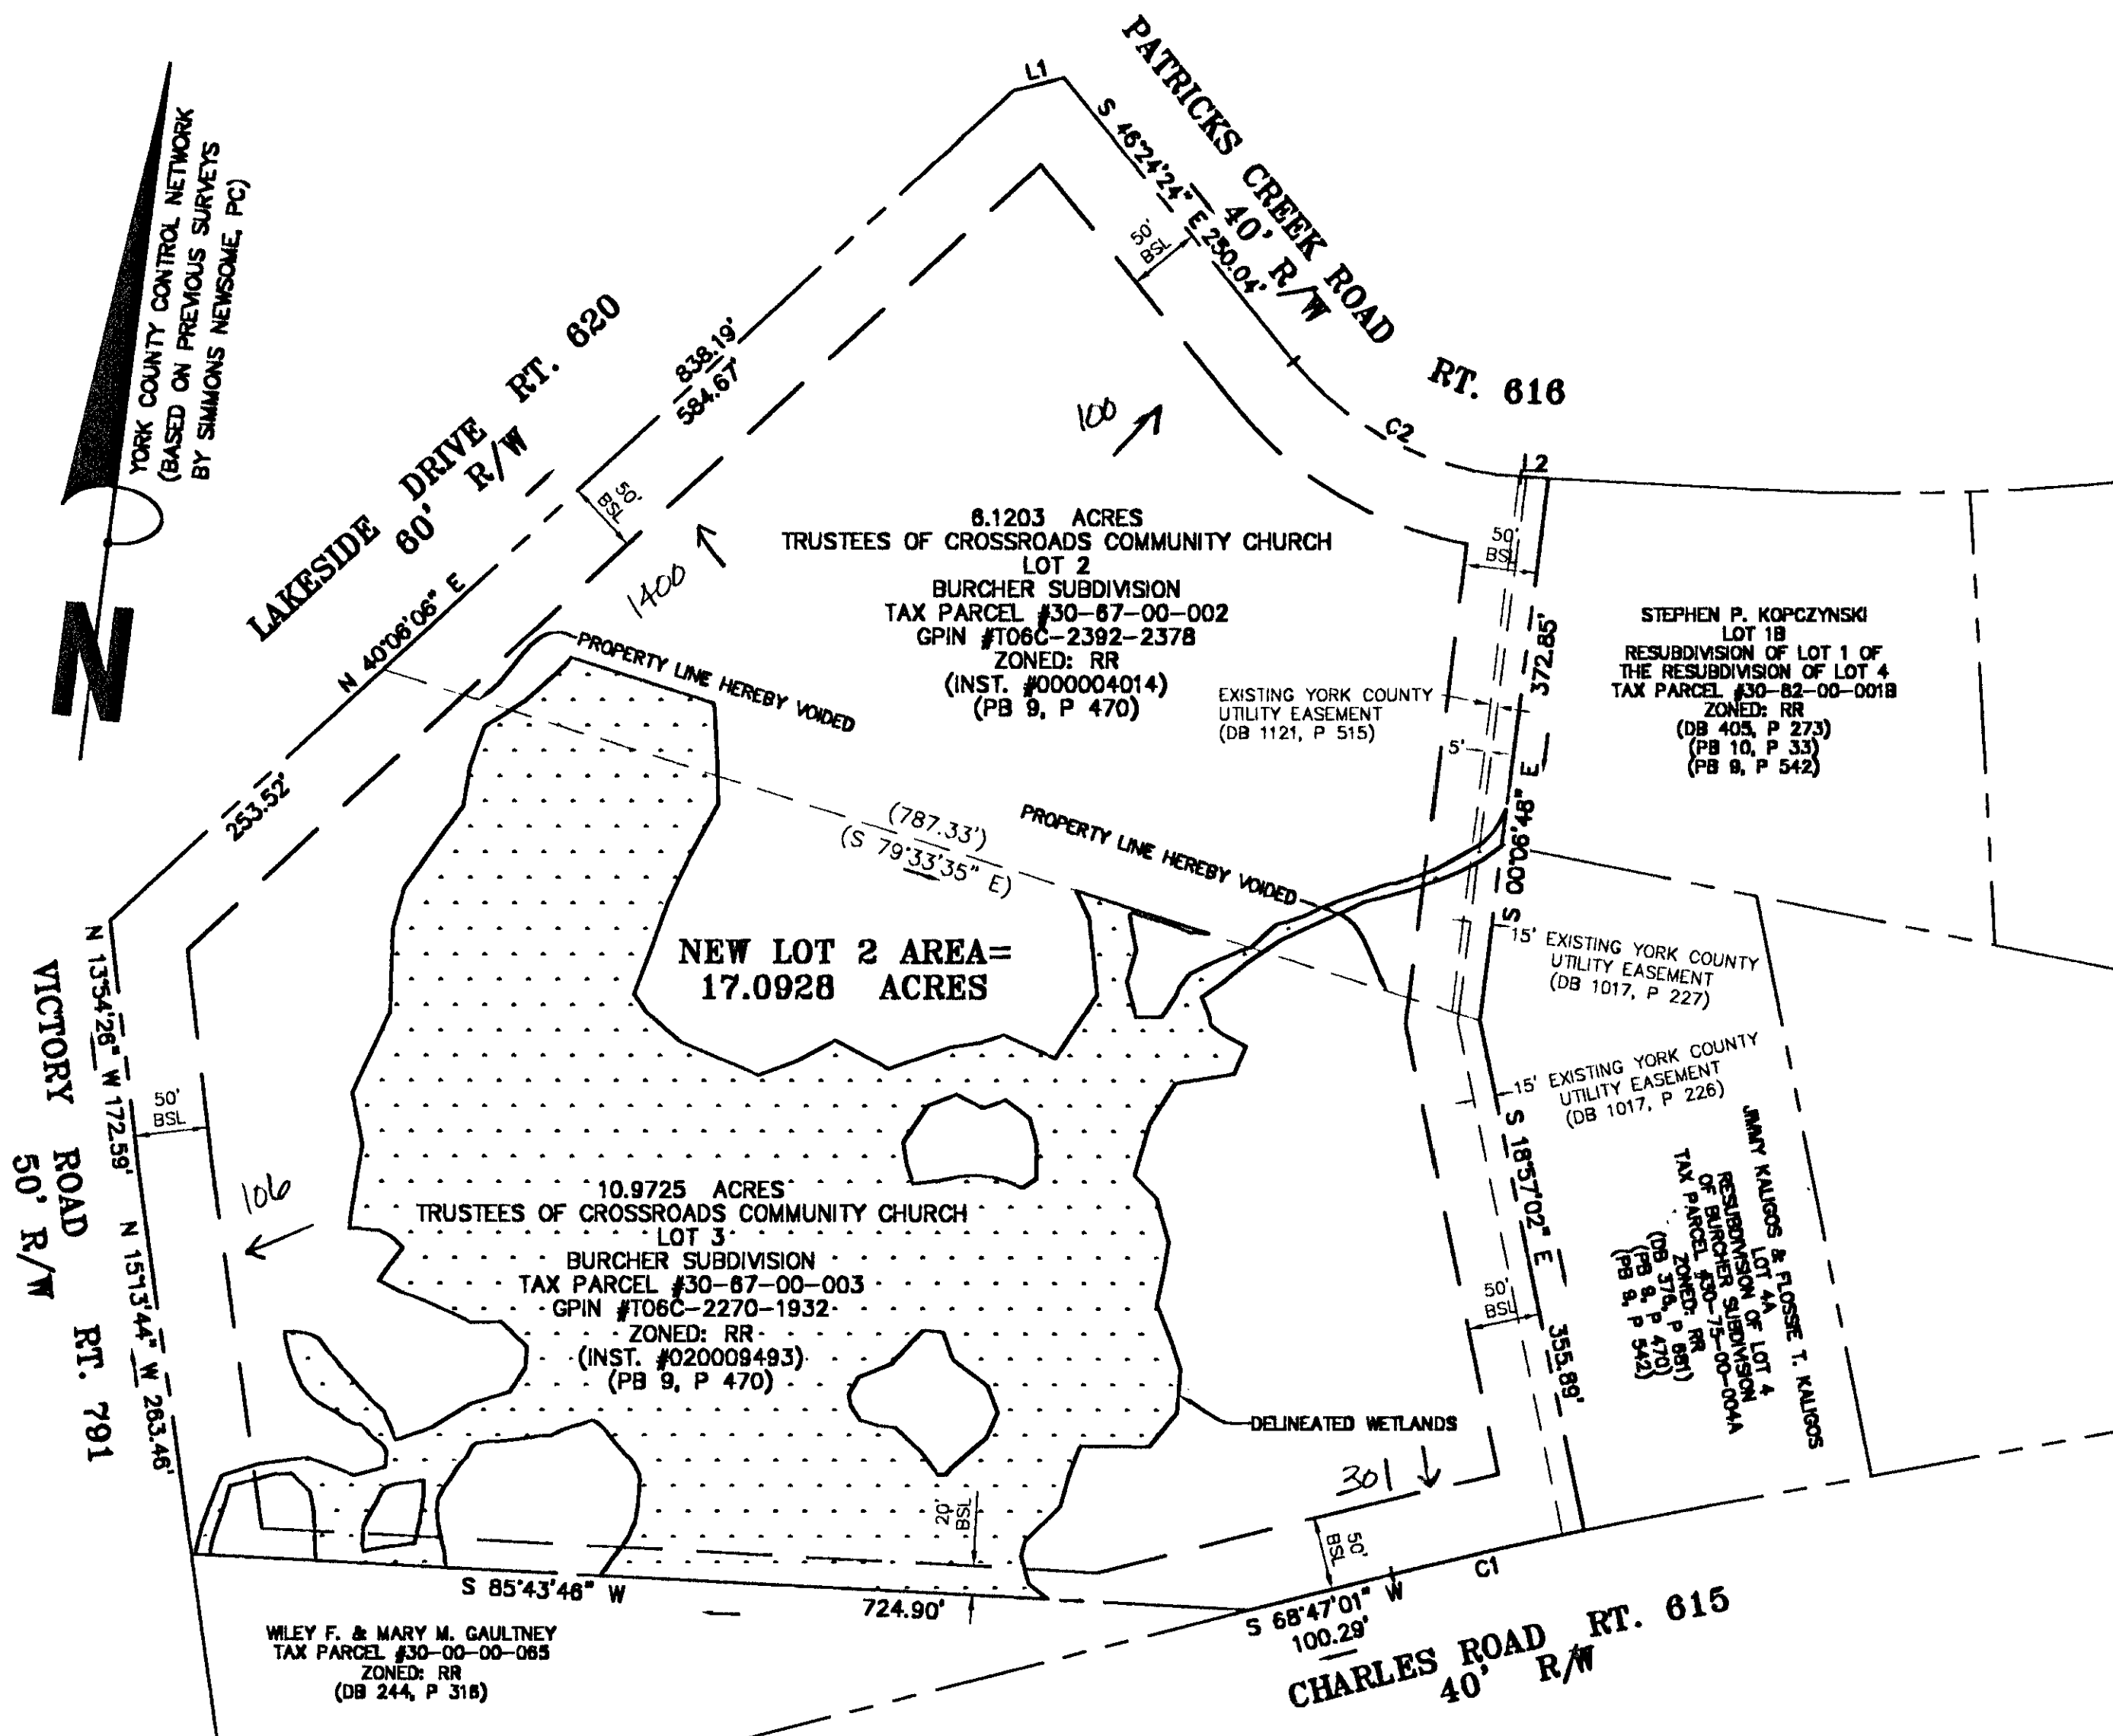 YORK COUNTY CONTROL NETWORK
(BASED ON PREVIOUS SURVEYS
BY SIMMONS NEWSOME, PC)
N
L1
PATRICKS CREEK ROAD RT. 616
40' R/W
S 46°24'24" E 250.04'
50'
BSL
C2
L2
LAKESIDE DRIVE RT. 620
60' R/W
838.19'
584.67'
N 40°06'06" E
253.52'
50'
BSL
100
1400
6.1203 ACRES
TRUSTEES OF CROSSROADS COMMUNITY CHURCH
LOT 2
BURCHER SUBDIVISION
TAX PARCEL #30-67-00-002
GPIN #T06C-2392-2378
ZONED: RR
(INST. #000004014)
(PB 9, P 470)
50'
BSL
372.85'
S 00°06'48" E
STEPHEN P. KOPCZYNSKI
LOT 1B
RESUBDIVISION OF LOT 1 OF
THE RESUBDIVISION OF LOT 4
TAX PARCEL #30-82-00-001B
ZONED: RR
(DB 405, P 273)
(PB 10, P 33)
(PB 9, P 542)
EXISTING YORK COUNTY
UTILITY EASEMENT
(DB 1121, P 515)
5'
PROPERTY LINE HEREBY VOIDED
(787.33')
(S 79°33'35" E)
PROPERTY LINE HEREBY VOIDED
NEW LOT 2 AREA=
17.0928 ACRES
15' EXISTING YORK COUNTY
UTILITY EASEMENT
(DB 1017, P 227)
15' EXISTING YORK COUNTY
UTILITY EASEMENT
(DB 1017, P 226)
N 13°54'26" W 172.59'
VICTORY ROAD RT. 791
50' R/W
50'
BSL
106
N 15°13'44" W 263.46'
10.9725 ACRES
TRUSTEES OF CROSSROADS COMMUNITY CHURCH
LOT 3
BURCHER SUBDIVISION
TAX PARCEL #30-67-00-003
GPIN #T06C-2270-1932
ZONED: RR
(INST. #020009493)
(PB 9, P 470)
S 18°57'02" E 355.89'
50'
BSL
JIMMY KALIGOS & FLOSSIE T. KALIGOS
LOT 4A
RESUBDIVISION OF LOT 4
OF BURCHER SUBDIVISION
TAX PARCEL #30-75-00-004A
ZONED: RR
(DB 376, P 681)
(PB 9, P 470)
(PB 9, P 542)
DELINEATED WETLANDS
301
20'
BSL
50'
BSL
C1
S 85°43'46" W
724.90'
S 68°47'01" W
100.29'
CHARLES ROAD RT. 615
40' R/W
WILEY F. & MARY M. GAULTNEY
TAX PARCEL #30-00-00-065
ZONED: RR
(DB 244, P 316)